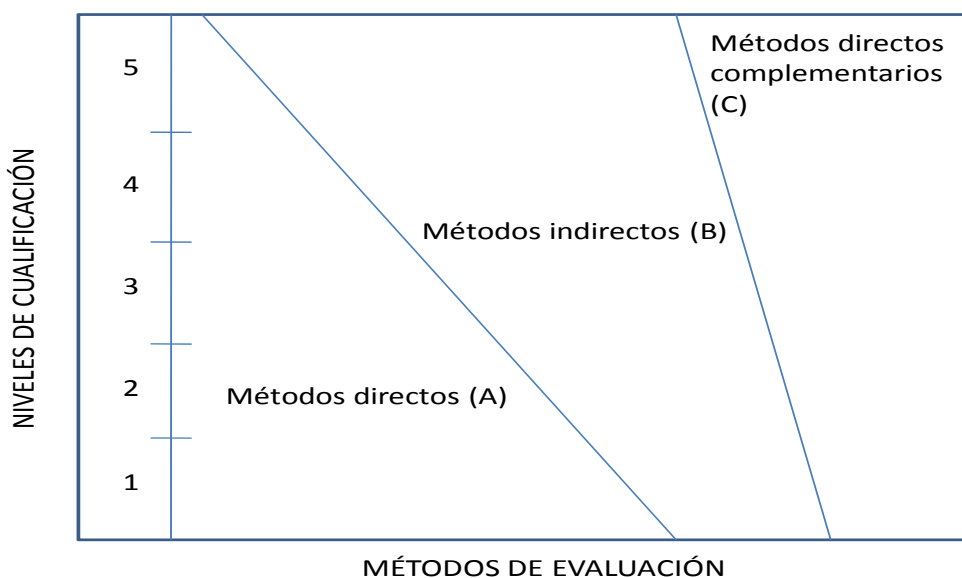 NIVELES DE CUALIFICACIÓN
5
4
3
2
1
Métodos directos
complementarios
(C)
Métodos indirectos (B)
Métodos directos (A)
MÉTODOS DE EVALUACIÓN